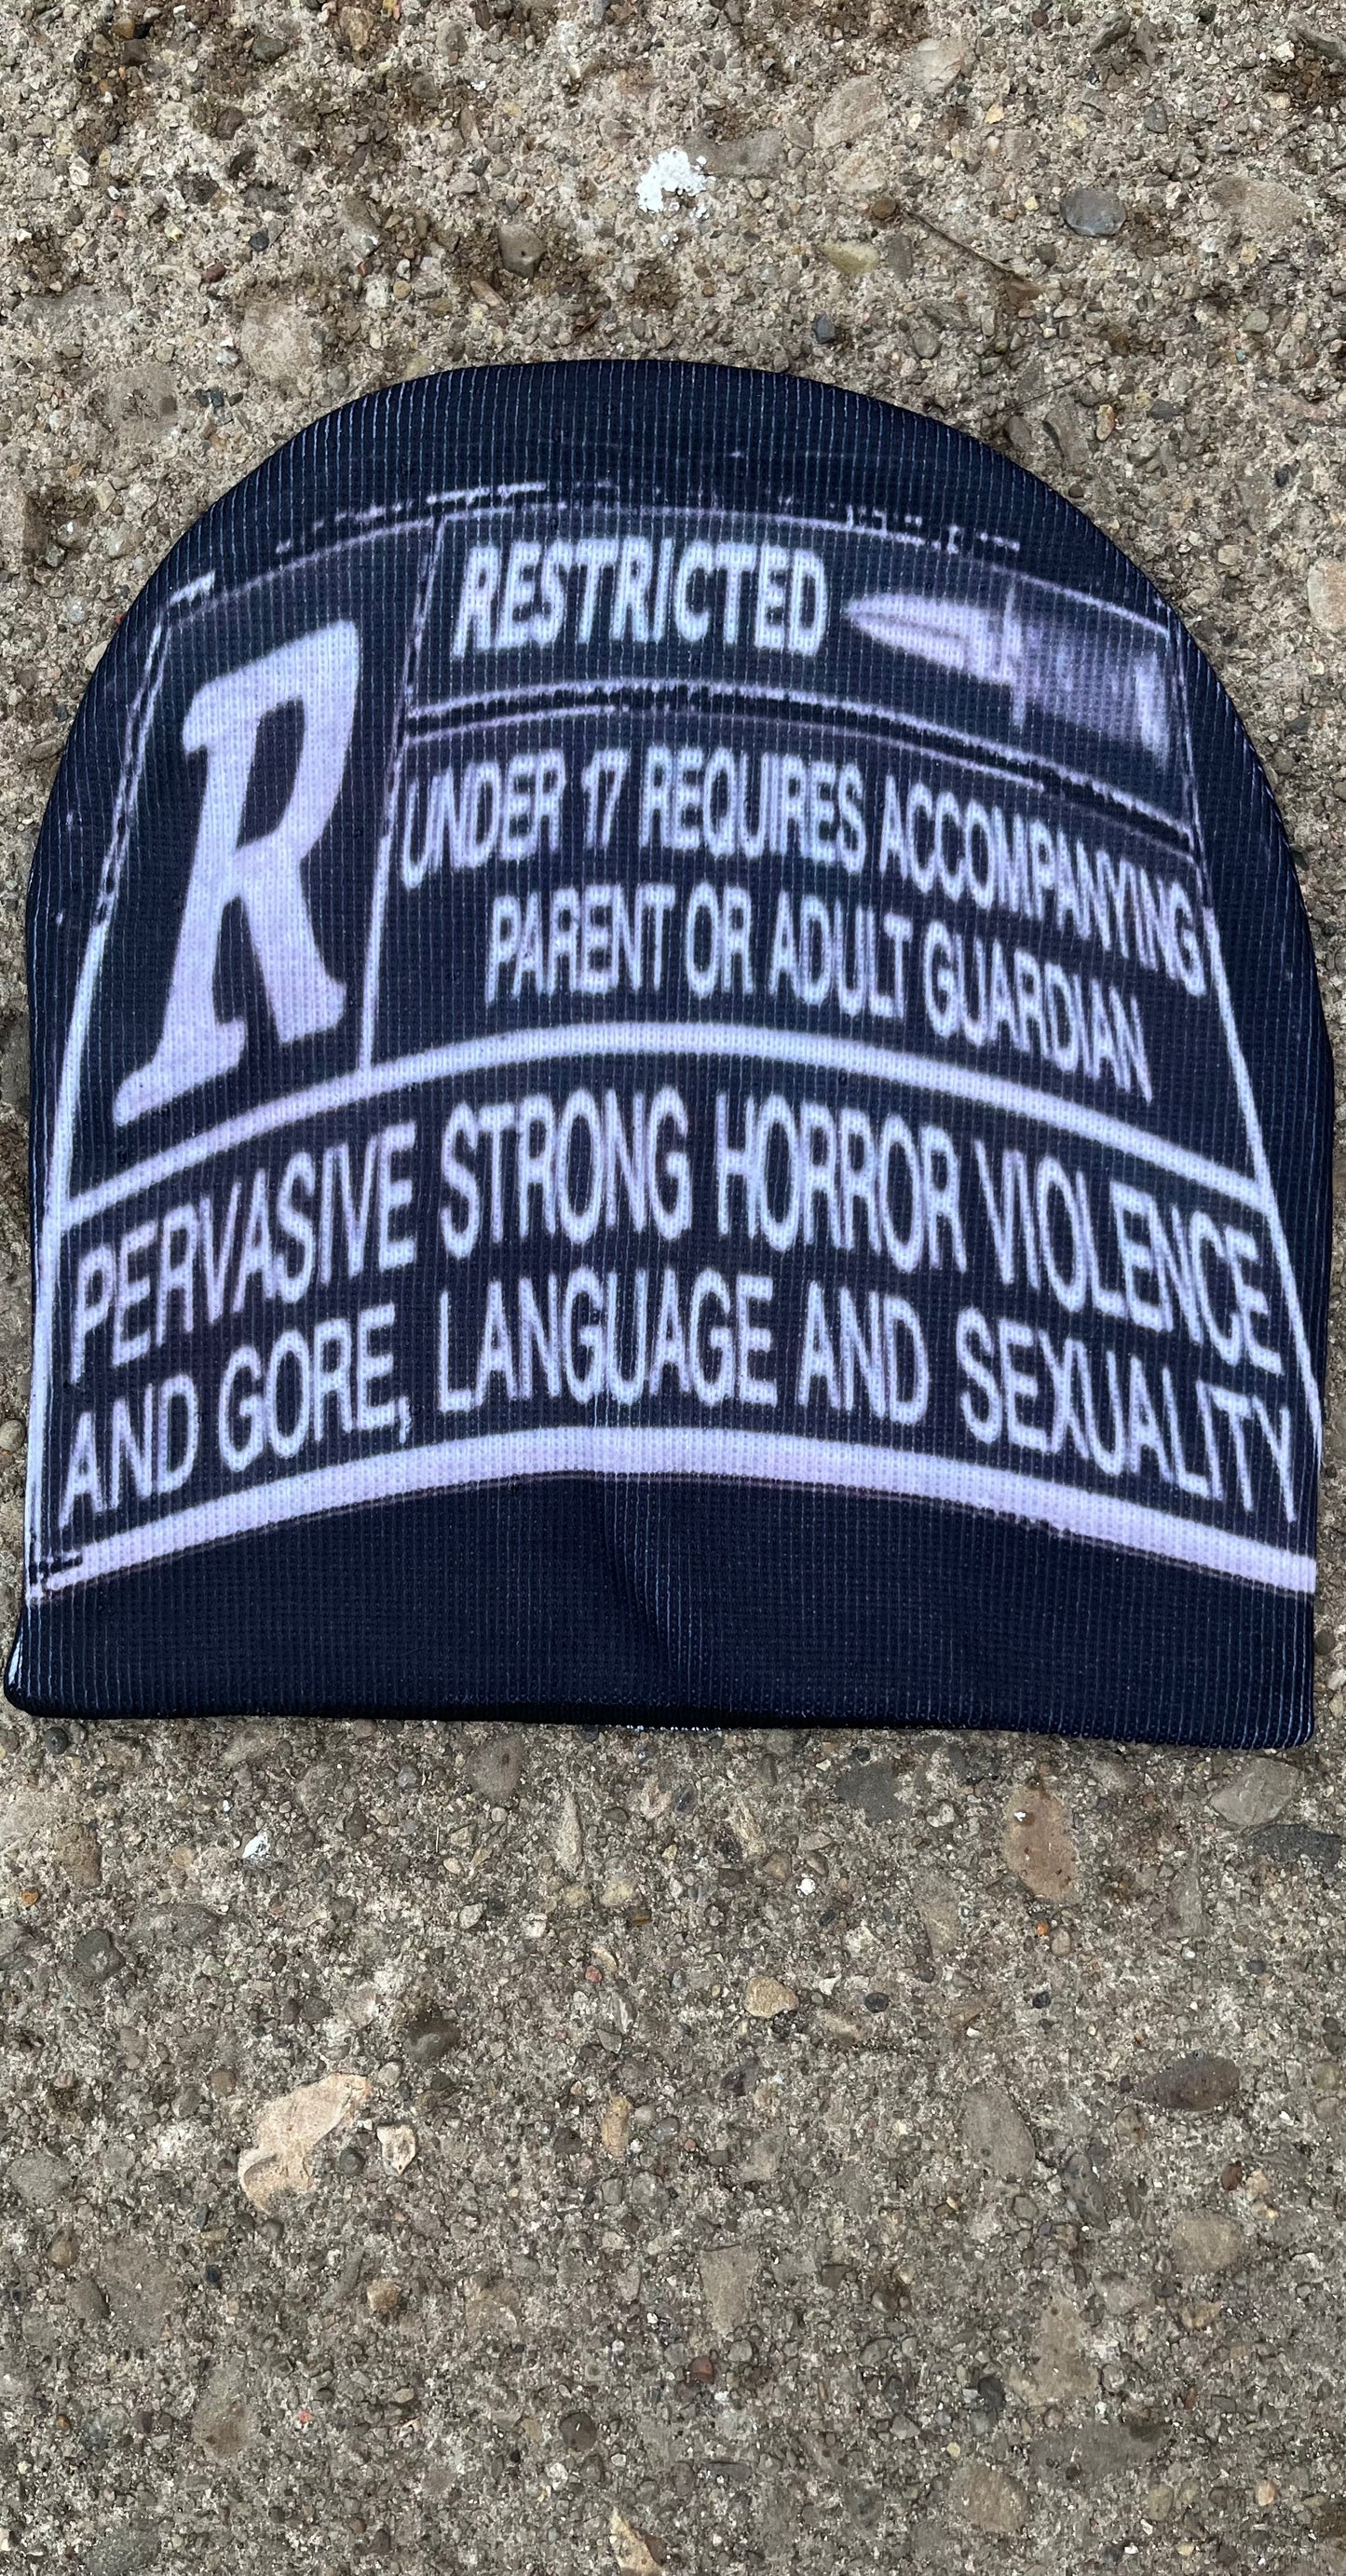 R
RESTRICTED
UNDER 17 REQUIRES ACCOMPANYING
PARENT OR ADULT GUARDIAN
PERVASIVE STRONG HORROR VIOLENCE
AND GORE, LANGUAGE AND SEXUALITY